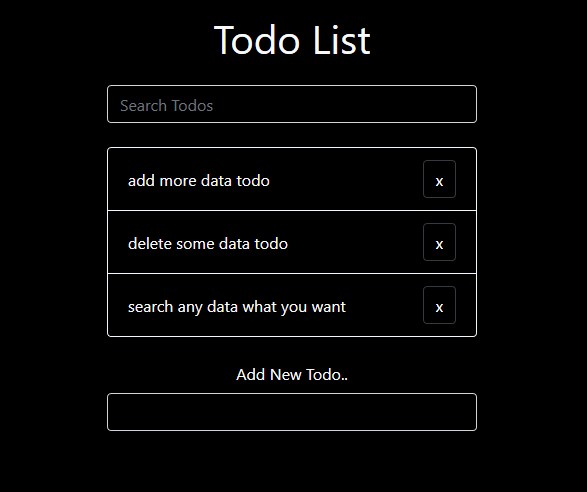 Todo List
Search Todos
add more data todo x
delete some data todo x
search any data what you want x
Add New Todo..